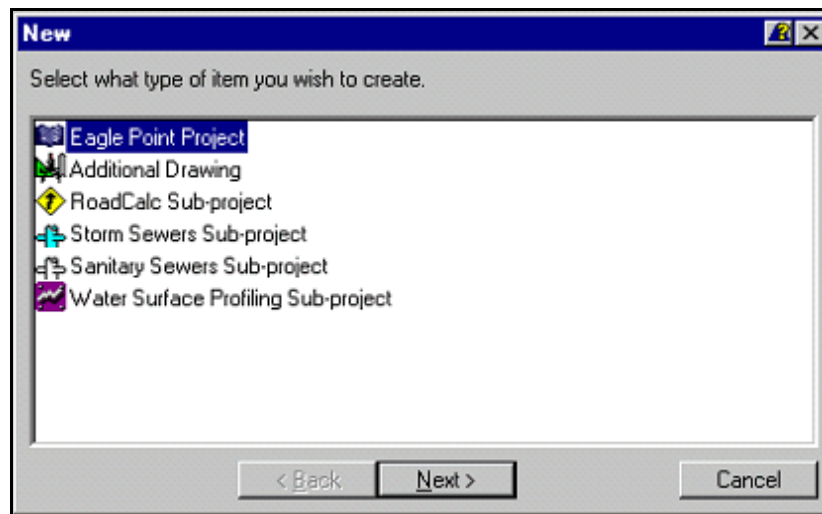 New
Select what type of item you wish to create.
Eagle Point Project
Additional Drawing
RoadCalc Sub-project
Storm Sewers Sub-project
Sanitary Sewers Sub-project
Water Surface Profiling Sub-project
< Back Next > Cancel